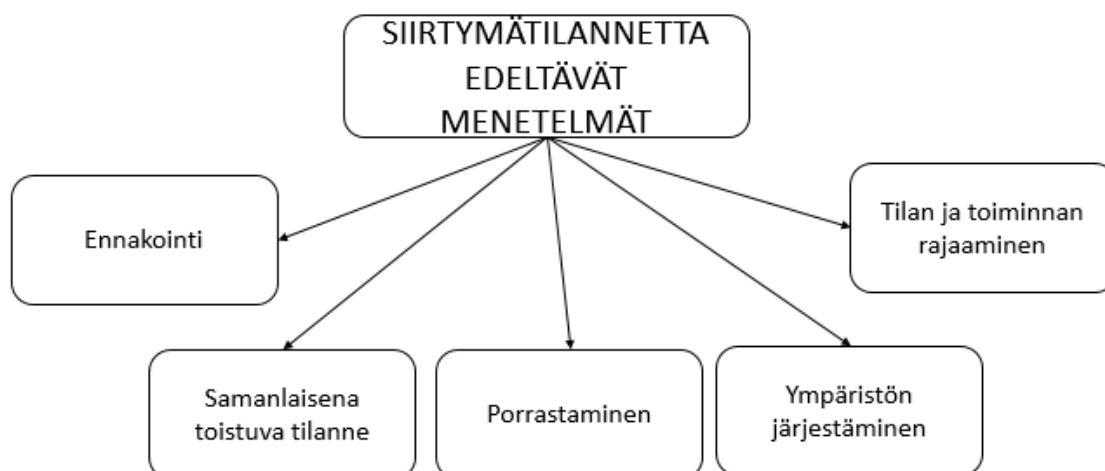 SIIRTYMÄTILANNETTA
EDELTÄVÄT
MENETELMÄT
Ennakointi
Tilan ja toiminnan
rajaaminen
Samanlaisena
toistuva tilanne
Porrastaminen
Ympäristön
järjestäminen